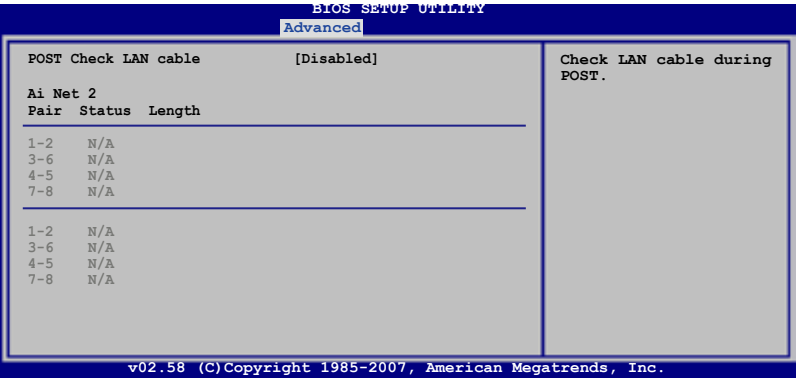 BIOS SETUP UTILITY
Advanced
POST Check LAN cable [Disabled]
Ai Net 2
Pair Status Length
1-2 N/A
3-6 N/A
4-5 N/A
7-8 N/A
1-2 N/A
3-6 N/A
4-5 N/A
7-8 N/A
Check LAN cable during
POST.
v02.58 (C)Copyright 1985-2007, American Megatrends, Inc.